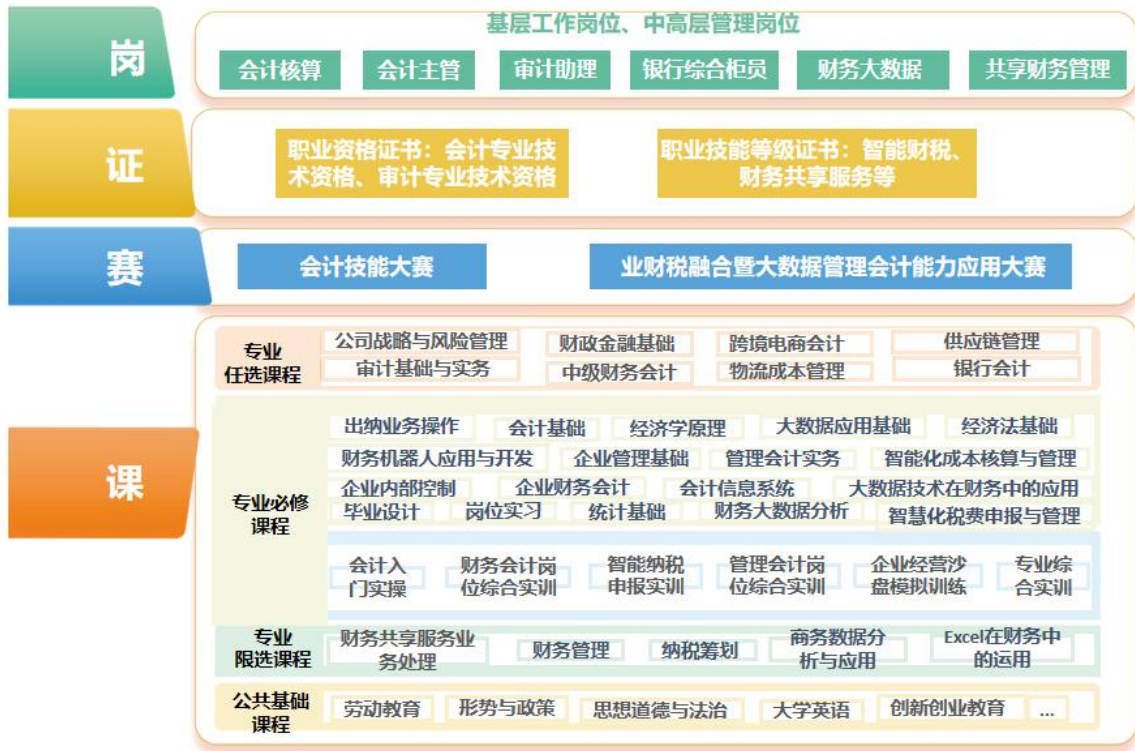 岗
基层工作岗位、中高层管理岗位
会计核算 会计主管 审计助理 银行综合柜员 财务大数据 共享财务管理
证
职业资格证书：会计专业技
术资格、审计专业技术资格
职业技能等级证书：智能财税、
财务共享服务等
赛
会计技能大赛 业财税融合暨大数据管理会计能力应用大赛
课
专业
任选课程
公司战略与风险管理 财政金融基础 跨境电商会计 供应链管理
审计基础与实务 中级财务会计 物流成本管理 银行会计
专业必修
课程
出纳业务操作 会计基础 经济学原理 大数据应用基础 经济法基础
财务机器人应用与开发 企业管理基础 管理会计实务 智能化成本核算与管理
企业内部控制 企业财务会计 会计信息系统 大数据技术在财务中的应用
毕业设计 岗位实习 统计基础 财务大数据分析 智慧化税费申报与管理
会计入
门实操
财务会计岗
位综合实训
智能纳税
申报实训
管理会计岗
位综合实训
企业经营沙
盘模拟训练
专业综
合实训
专业
限选课程
财务共享服务业
务处理
财务管理
纳税筹划
商务数据分
析与应用
Excel在财务中
的运用
公共基础
课程
劳动教育 形势与政策 思想道德与法治 大学英语 创新创业教育 ...